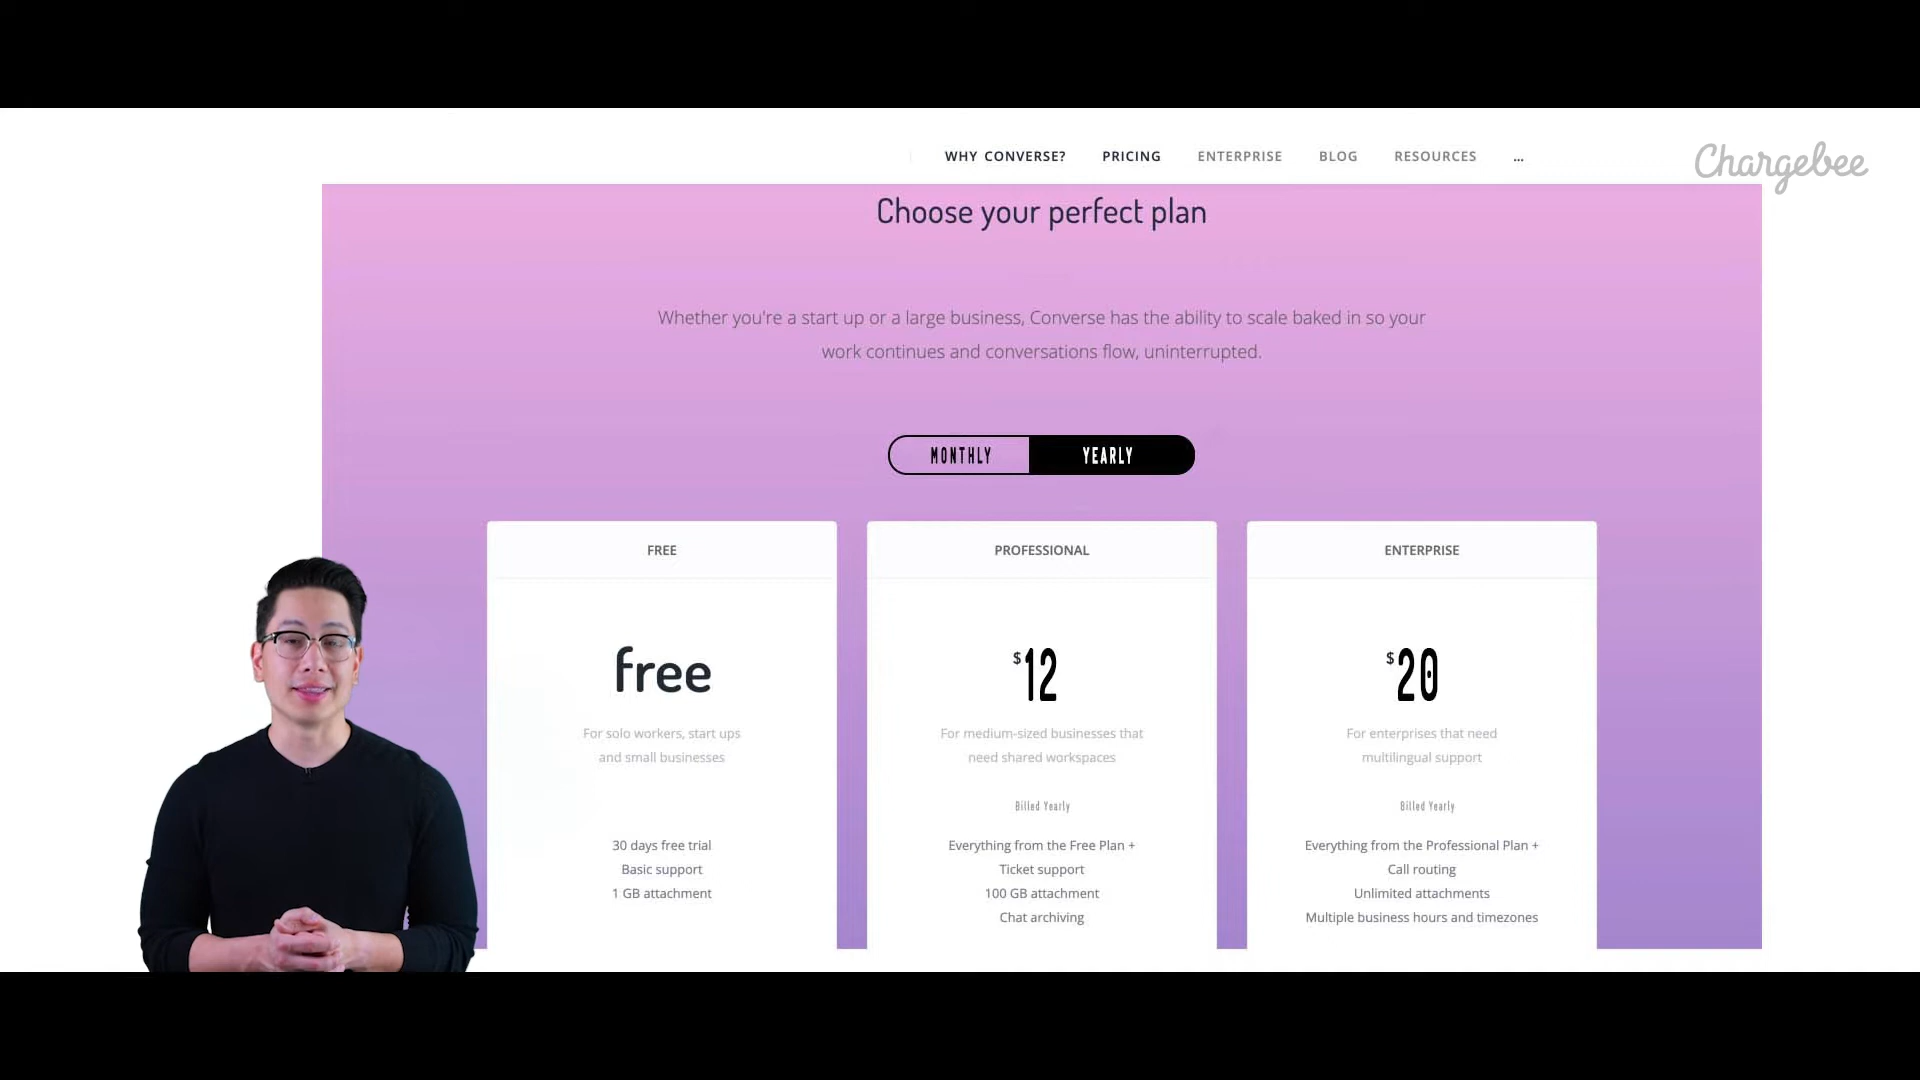 WHY CONVERSE? PRICING ENTERPRISE BLOG RESOURCES ...
Chargebee
Choose your perfect plan
Whether you're a start up or a large business, Converse has the ability to scale baked in so your
work continues and conversations flow, uninterrupted.
MONTHLY YEARLY
FREE
free
For solo workers, start ups
and small businesses
30 days free trial
Basic support
1 GB attachment
PROFESSIONAL
$12
For medium-sized businesses that
need shared workspaces
Billed Yearly
Everything from the Free Plan +
Ticket support
100 GB attachment
Chat archiving
ENTERPRISE
$20
For enterprises that need
multilingual support
Billed Yearly
Everything from the Professional Plan +
Call routing
Unlimited attachments
Multiple business hours and timezones